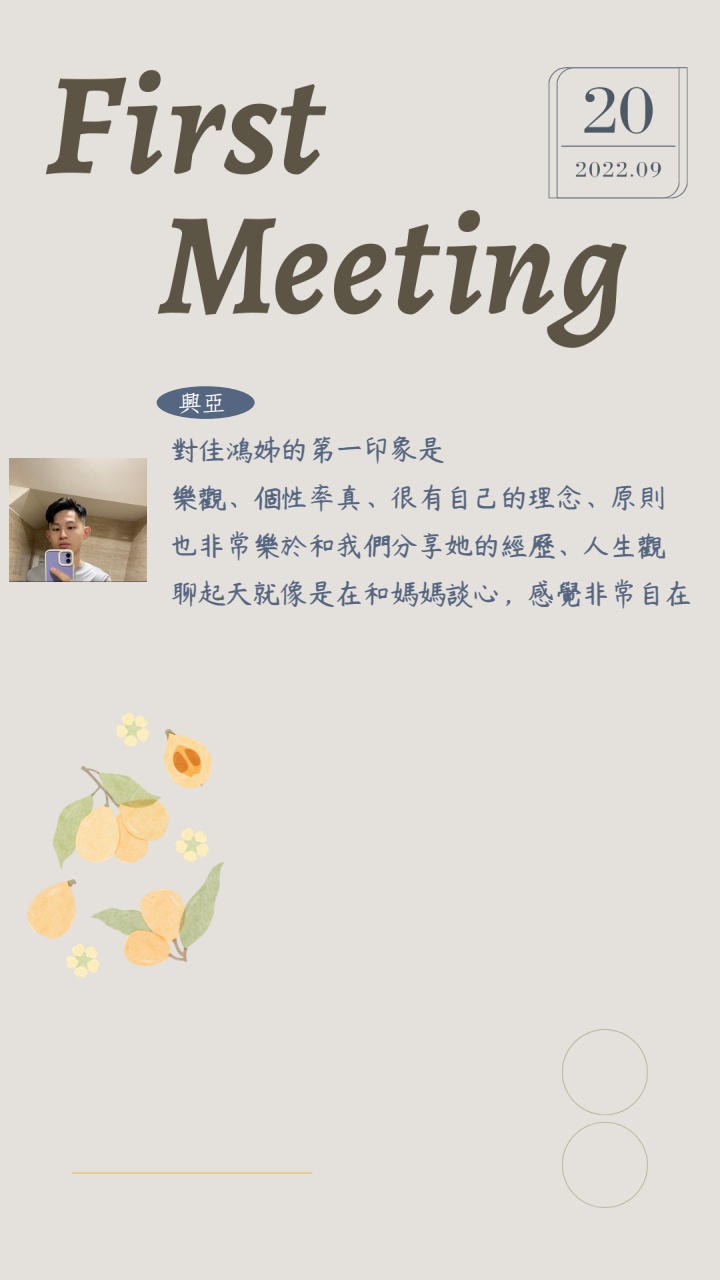 First
20
2022.09
Meeting
興亞
對佳鴻姊的第一印象是
樂觀、個性率真、很有自己的理念、原則
也非常樂於和我們分享她的經歷、人生觀
聊起天就像是在和媽媽談心，感覺非常自在